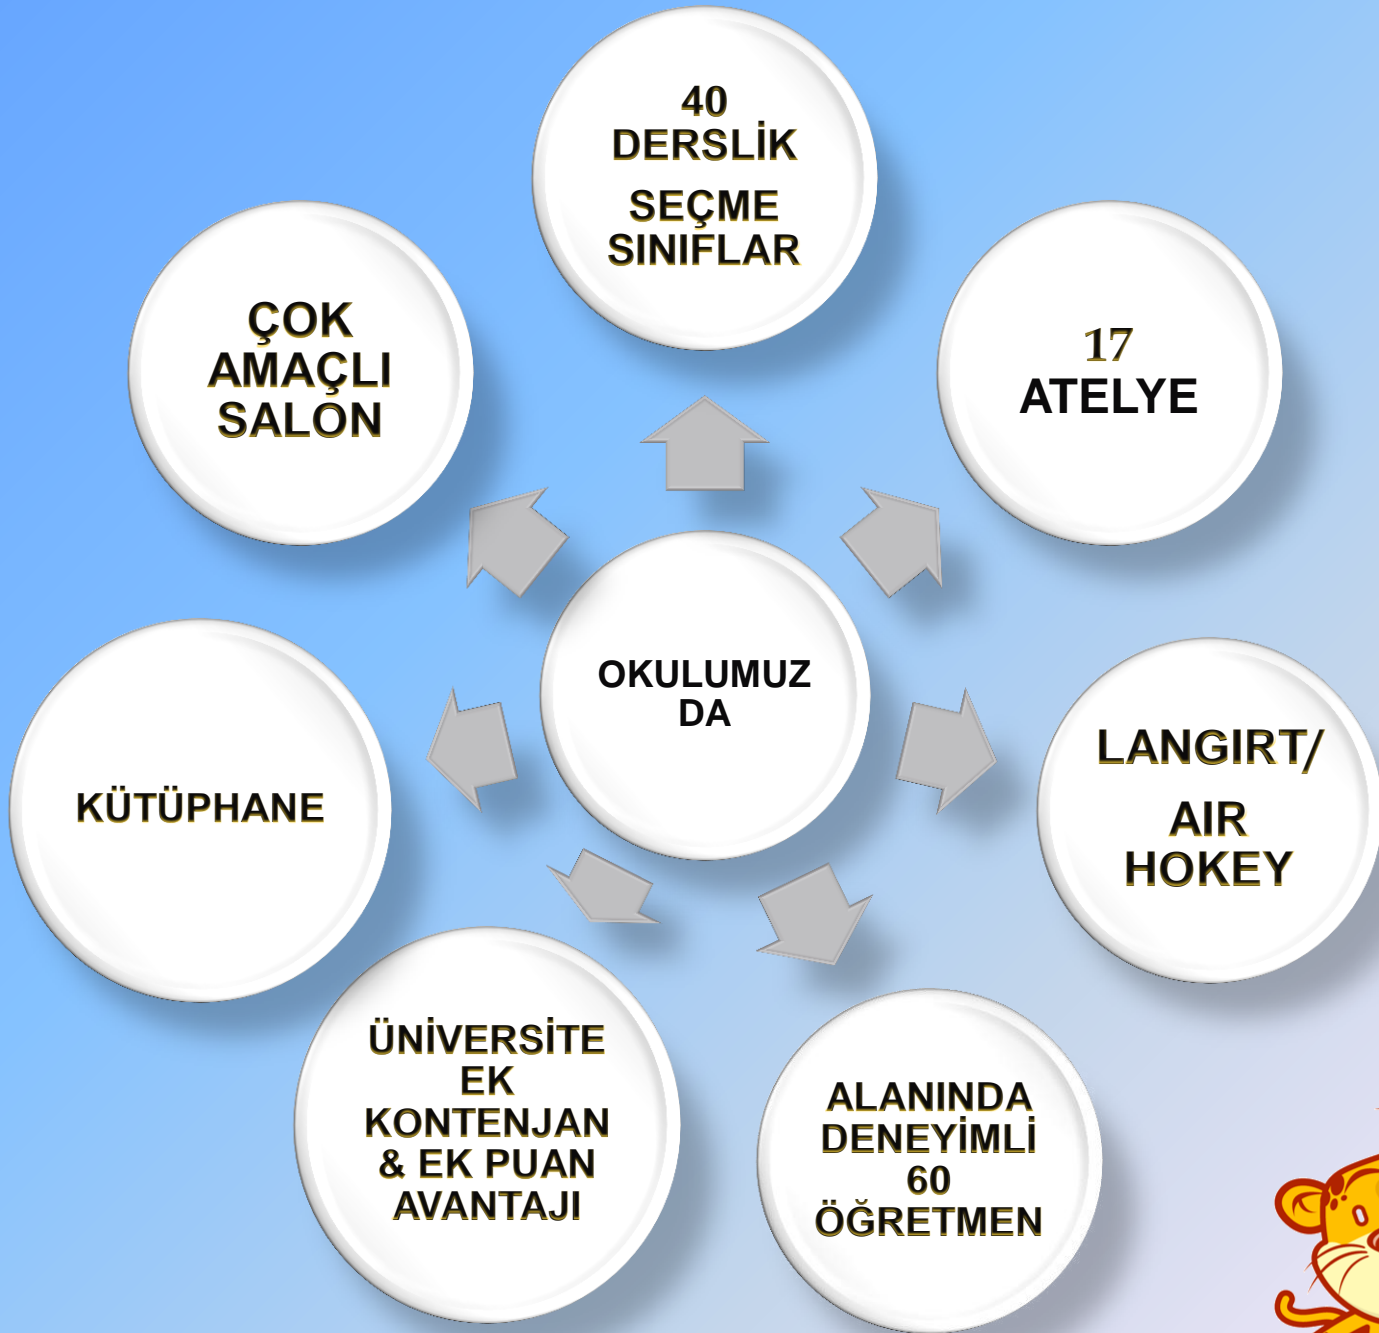 40
DERSLİK
SEÇME
SINIFLAR
17
ATELYE
LANGIRT/
AIR
HOKEY
ALANINDA
DENEYİMLİ
60
ÖĞRETMEN
ÜNİVERSİTE
EK
KONTENJAN
& EK PUAN
AVANTAJI
KÜTÜPHANE
ÇOK
AMAÇLI
SALON
OKULUMUZ
DA